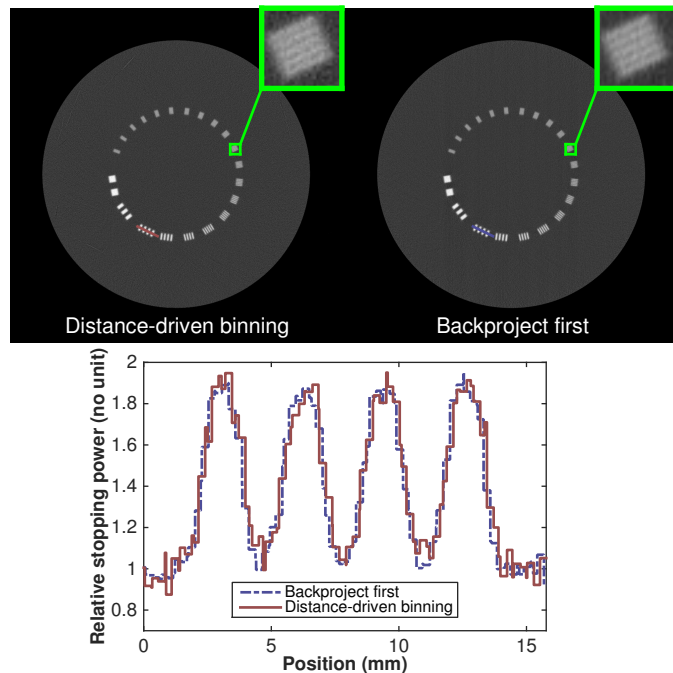 Distance-driven binning
Backproject first
Relative stopping power (no unit)
2
1.8
1.6
1.4
1.2
1
0.8
Backproject first
Distance-driven binning
0
5
10
15
Position (mm)